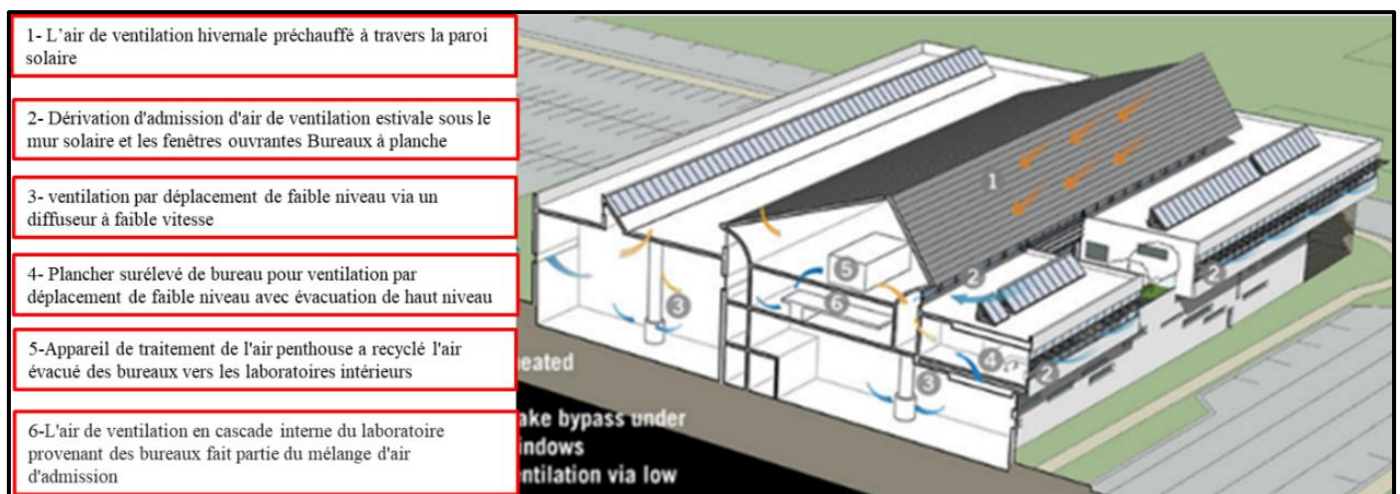 1- L’air de ventilation hivernale préchauffé à travers la paroi
solaire
2- Dérivation d'admission d'air de ventilation estivale sous le
mur solaire et les fenêtres ouvrantes Bureaux à planche
3- ventilation par déplacement de faible niveau via un
diffuseur à faible vitesse
4- Plancher surélevé de bureau pour ventilation par
déplacement de faible niveau avec évacuation de haut niveau
5-Appareil de traitement de l'air penthouse a recyclé l'air
évacué des bureaux vers les laboratoires intérieurs
6-L'air de ventilation en cascade interne du laboratoire
provenant des bureaux fait partie du mélange d'air
d'admission
1
2
2
5
6
3
4
2
3
eated
ake bypass under
indows
entilation via low